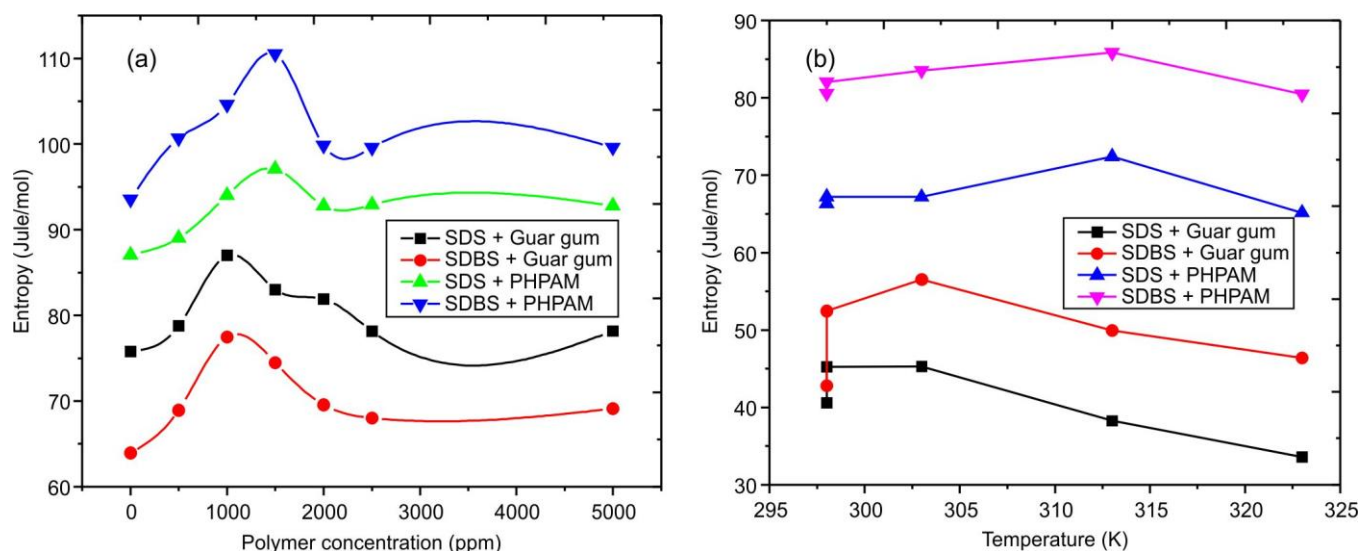 (a)
Entropy (Jule/mol)
110
100
90
80
70
60
SDS + Guar gum
SDBS + Guar gum
SDS + PHPAM
SDBS + PHPAM
0 1000 2000 3000 4000 5000
Polymer concentration (ppm)
(b)
Entropy (Jule/mol)
90
80
70
60
50
40
30
SDS + Guar gum
SDBS + Guar gum
SDS + PHPAM
SDBS + PHPAM
295 300 305 310 315 320 325
Temperature (K)